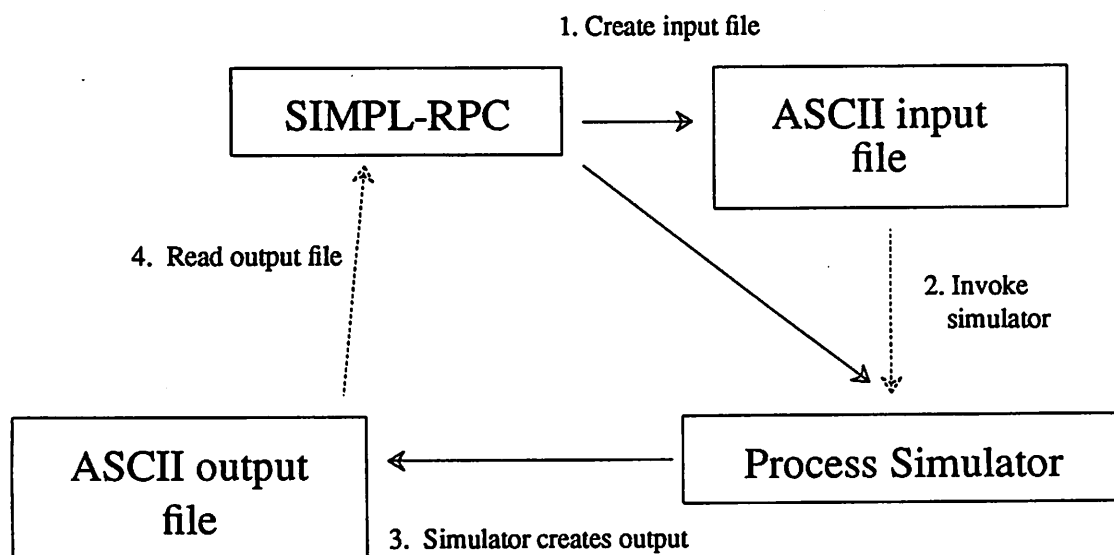 1. Create input file
SIMPL-RPC
ASCII input
file
4. Read output file
2. Invoke
simulator
ASCII output
file
Process Simulator
3. Simulator creates output